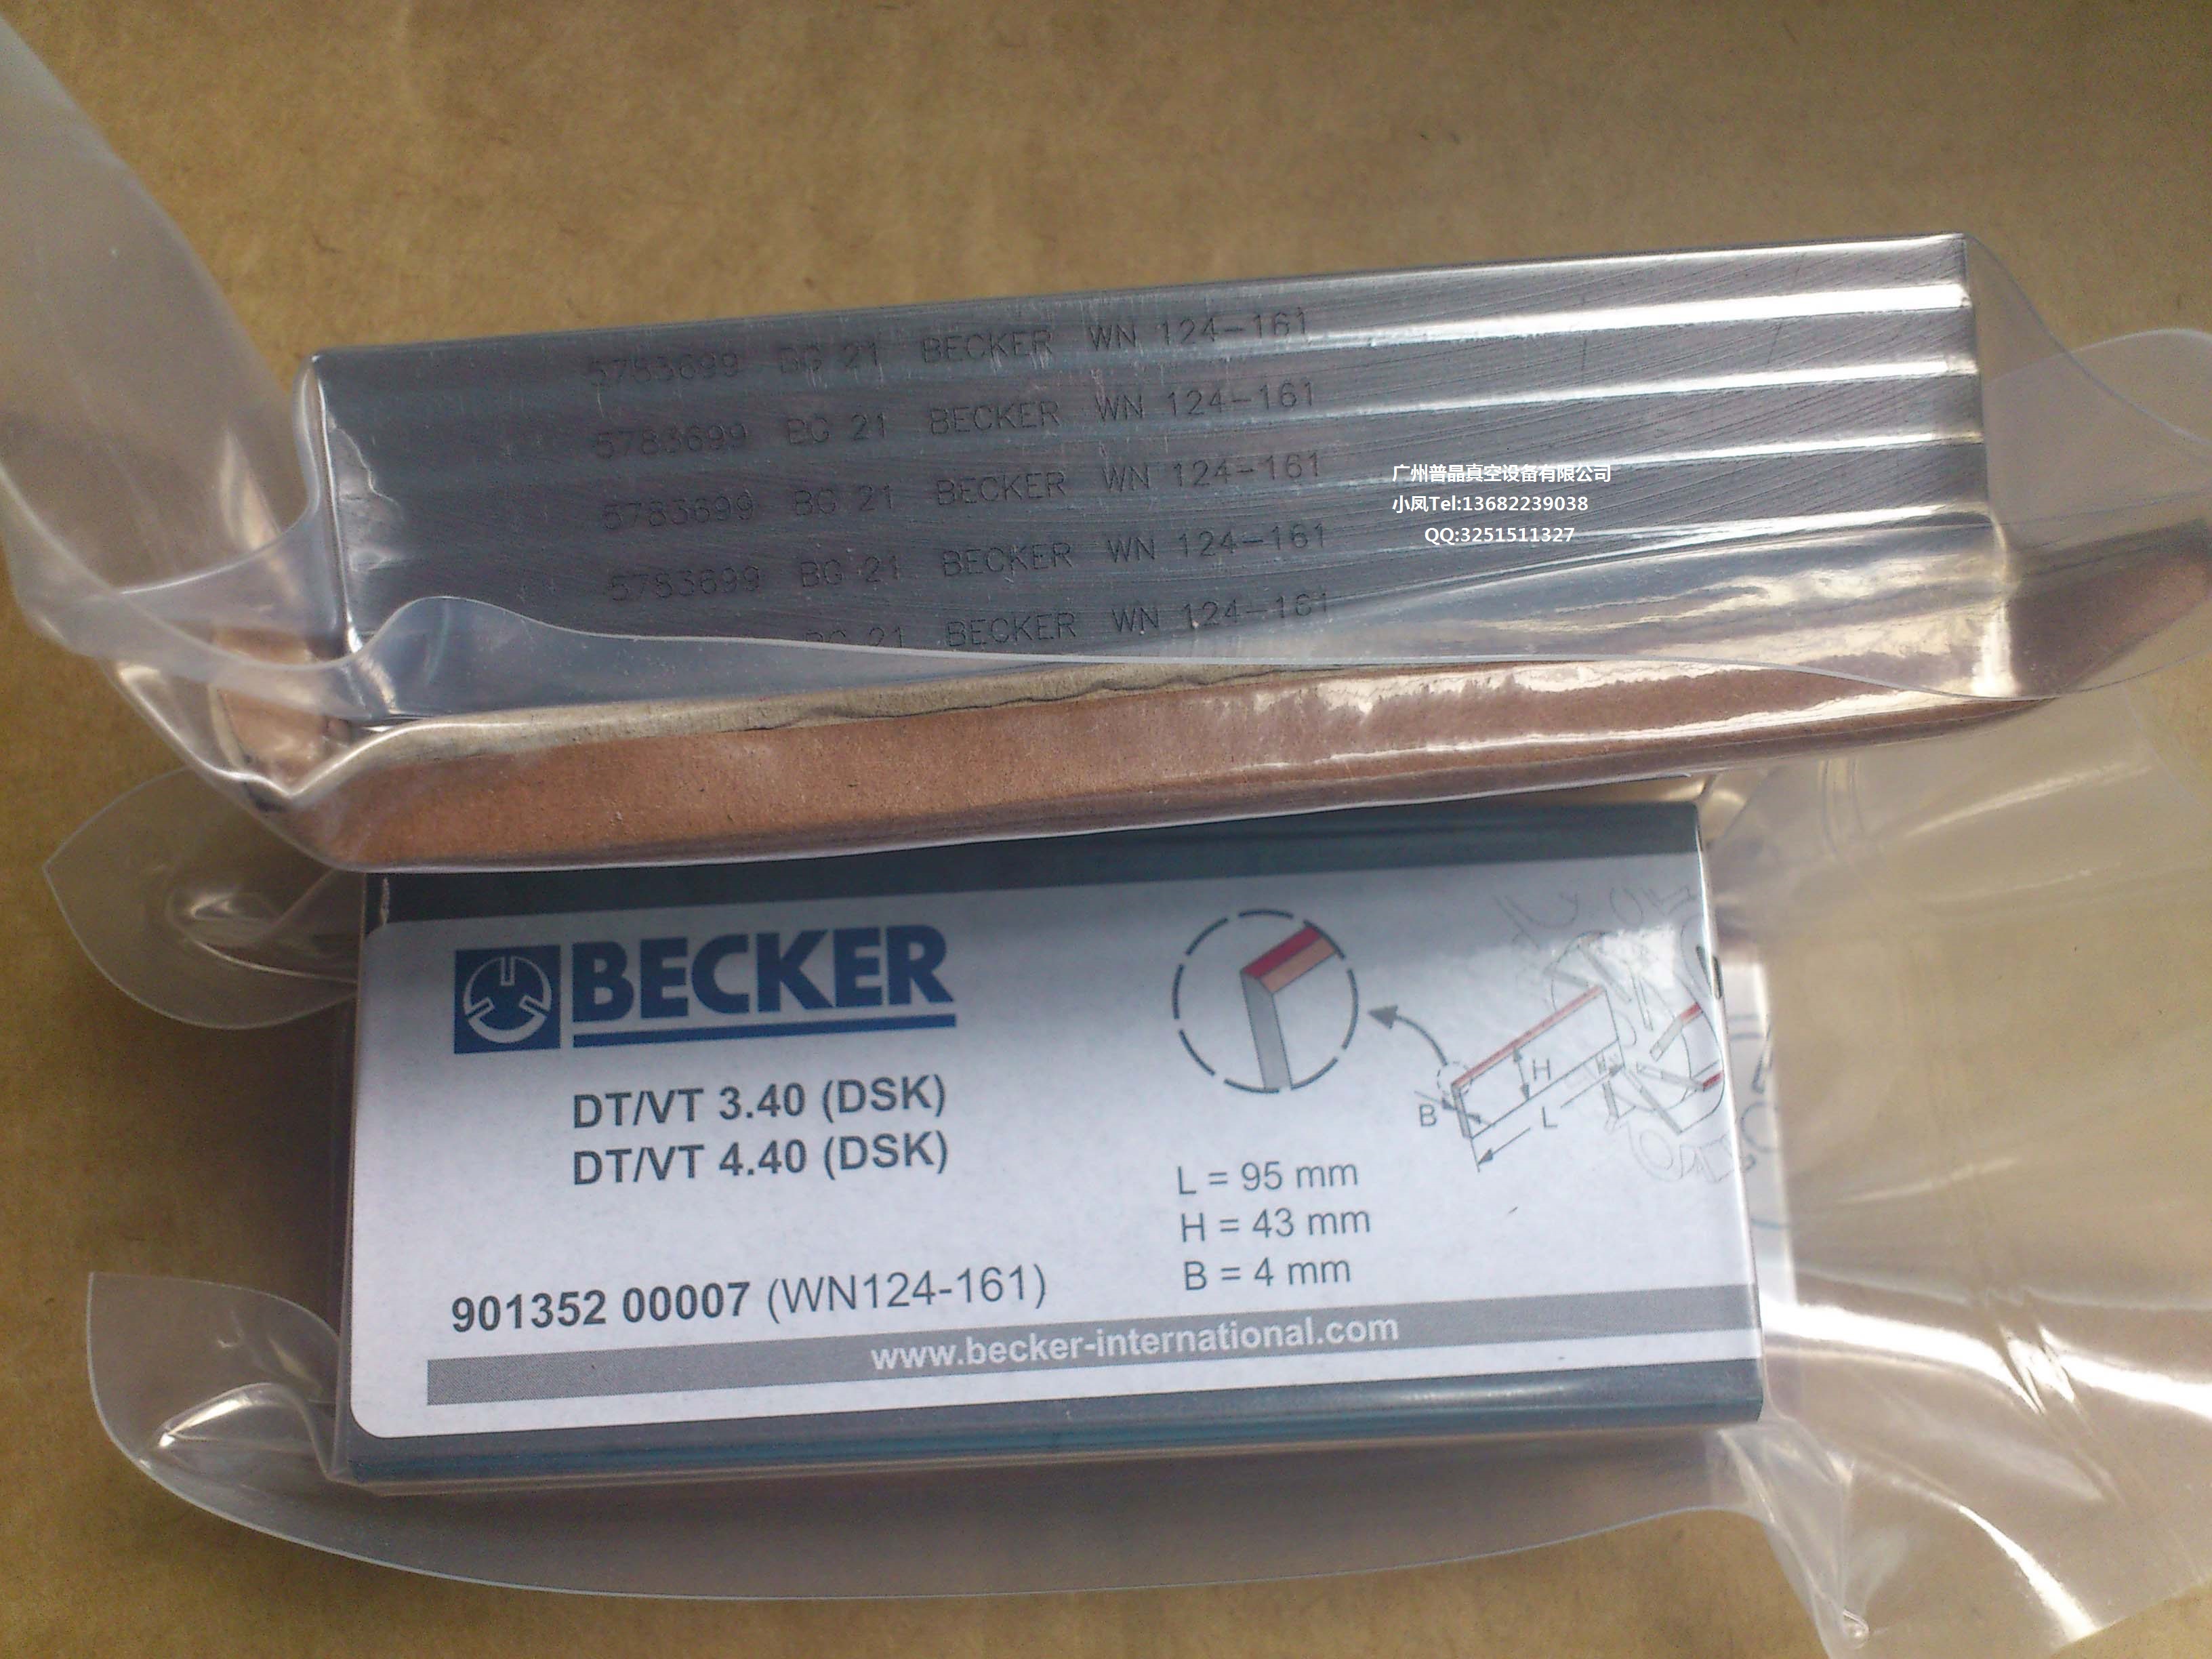 5783699 BG 21 BECKER WN 124-161
5783699 BG 21 BECKER WN 124-161
5783699 BG 21 BECKER WN 124-161
5783699 BG 21 BECKER WN 124-161
BG 21 BECKER WN 124-161
广州普晶真空设备有限公司
小凤Tel:13682239038
QQ:3251511327
BECKER
DT/VT 3.40 (DSK)
DT/VT 4.40 (DSK)
901352 00007 (WN124-161)
B
H
L
L = 95 mm
H = 43 mm
B = 4 mm
www.becker-international.com